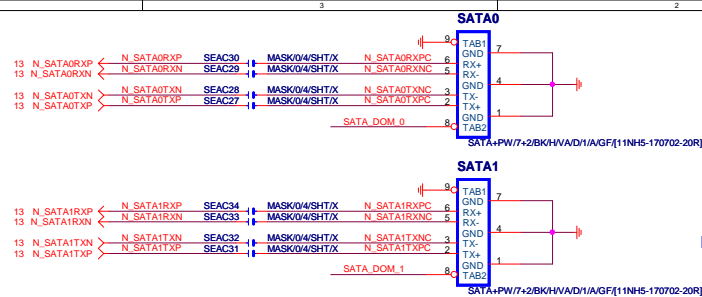 3
2
SATA0
9 TAB1
GND 7
13 N_SATA0RXP N_SATA0RXP SEAC30 MASK/0/4/SHT/X N_SATA0RXPC 6 RX+
13 N_SATA0RXN N_SATA0RXN SEAC29 MASK/0/4/SHT/X N_SATA0RXNC 5 RX-
GND 4
13 N_SATA0TXN N_SATA0TXN SEAC28 MASK/0/4/SHT/X N_SATA0TXNC 3 TX-
13 N_SATA0TXP N_SATA0TXP SEAC27 MASK/0/4/SHT/X N_SATA0TXPC 2 TX+
GND 1
SATA_DOM_0 8 TAB2
SATA+PW/7+2/BK/H/VA/D/1/A/GF/[11NH5-170702-20R]
SATA1
9 TAB1
GND 7
13 N_SATA1RXP N_SATA1RXP SEAC34 MASK/0/4/SHT/X N_SATA1RXPC 6 RX+
13 N_SATA1RXN N_SATA1RXN SEAC33 MASK/0/4/SHT/X N_SATA1RXNC 5 RX-
GND 4
13 N_SATA1TXN N_SATA1TXN SEAC32 MASK/0/4/SHT/X N_SATA1TXNC 3 TX-
13 N_SATA1TXP N_SATA1TXP SEAC31 MASK/0/4/SHT/X N_SATA1TXPC 2 TX+
GND 1
SATA_DOM_1 8 TAB2
SATA+PW/7+2/BK/H/VA/D/1/A/GF/[11NH5-170702-20R]